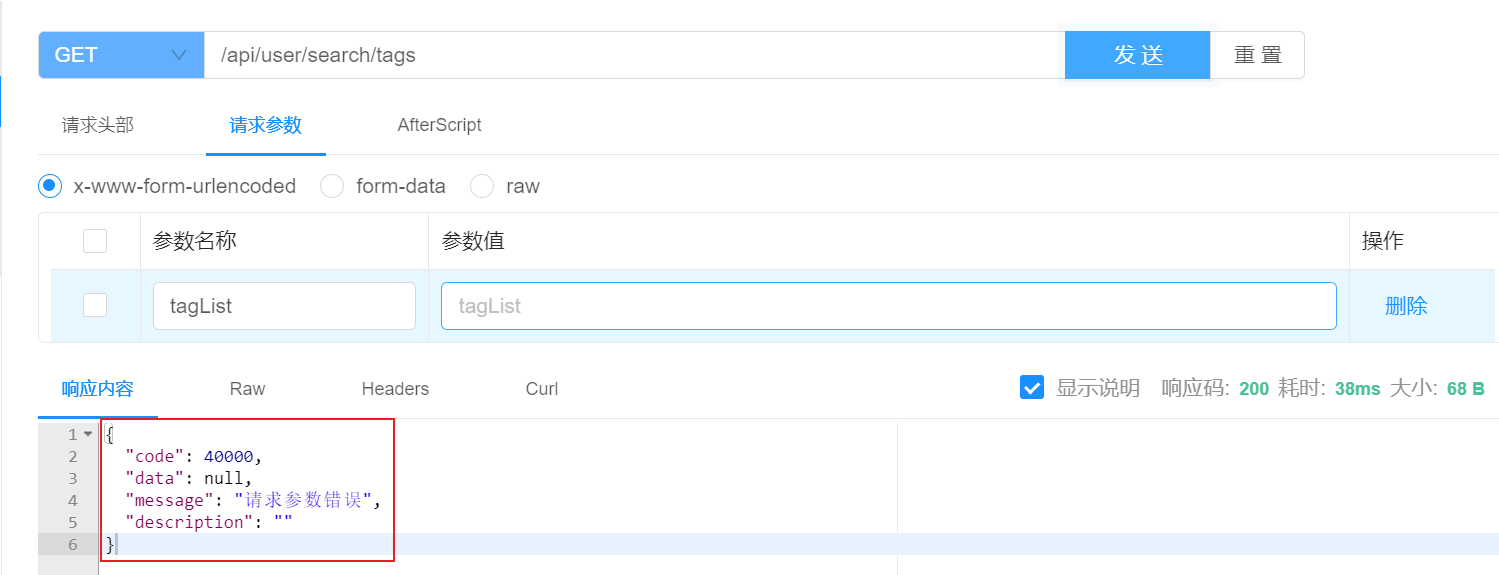 GET /api/user/search/tags 发 送 重 置
请求头部 请求参数 AfterScript
x-www-form-urlencoded form-data raw
参数名称 参数值 操作
tagList tagList 删除
响应内容 Raw Headers Curl 显示说明 响应码: 200 耗时: 38ms 大小: 68 B
1 {
2 "code": 40000,
3 "data": null,
4 "message": "请求参数错误",
5 "description": ""
6 }